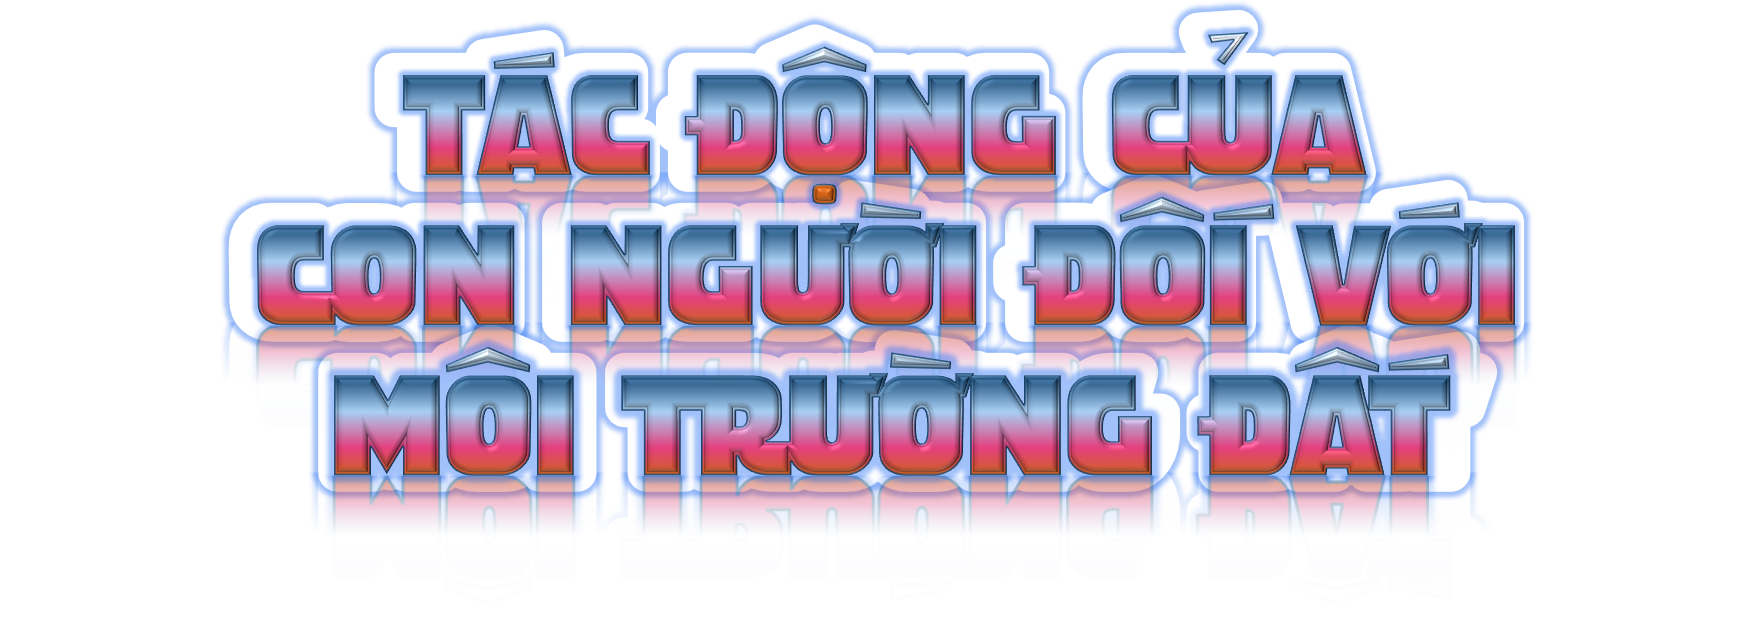 TÁC ĐỘNG CỦA
CON NGƯỜI ĐỐI VỚI
MÔI TRƯỜNG ĐẤT